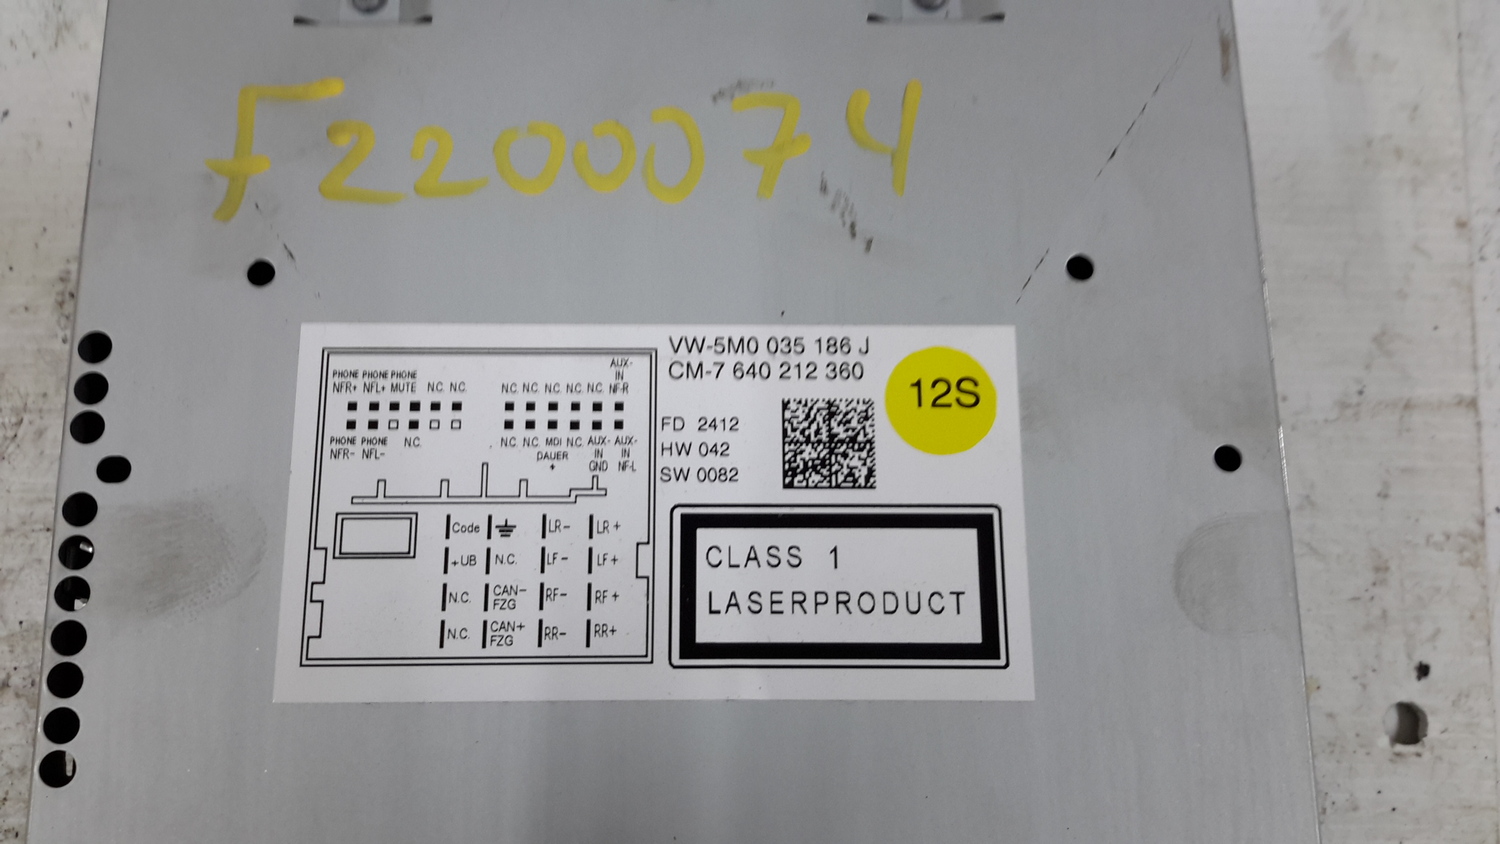 F2200074
VW-5M0 035 186 J
CM-7 640 212 360
12S
FD 2412
HW 042
SW 0082
AUX-
PHONE PHONE PHONE IN
NFR+ NFL+ MUTE N.C. N.C. N.C. N.C. N.C. N.C. N.C. NF-R
PHONE PHONE N.C. N.C. N.C. MDI N.C. AUX- AUX-
NFR- NFL- DAUER IN IN
+ GND NF-L
Code LR- LR+
+UB N.C. LF- LF+
N.C. CAN- RF- RF+
FZG
N.C. CAN+ RR- RR+
FZG
CLASS 1
LASERPRODUCT